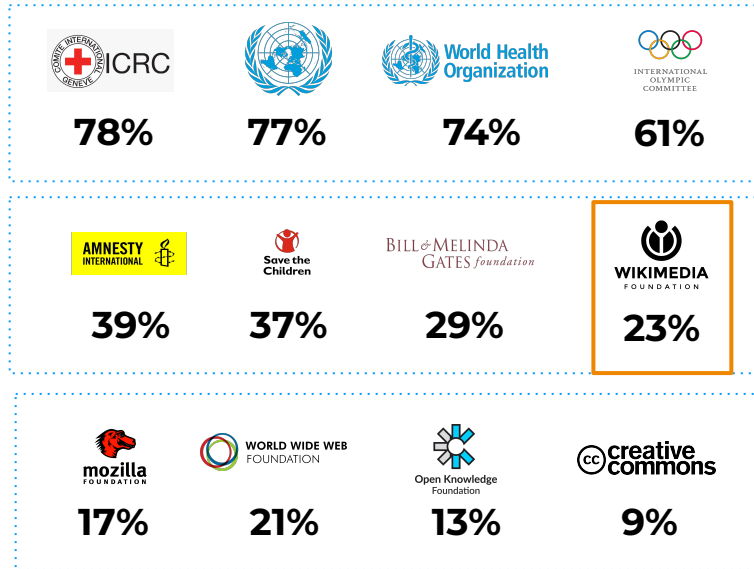 COMITE INTERNATIONAL GENEVE
ICRC
World Health
Organization
INTERNATIONAL
OLYMPIC
COMMITTEE
78%
77%
74%
61%
AMNESTY
INTERNATIONAL
Save the
Children
BILL & MELINDA
GATES foundation
WIKIMEDIA
FOUNDATION
39%
37%
29%
23%
mozilla
FOUNDATION
WORLD WIDE WEB
FOUNDATION
Open Knowledge
Foundation
cc creative
commons
17%
21%
13%
9%